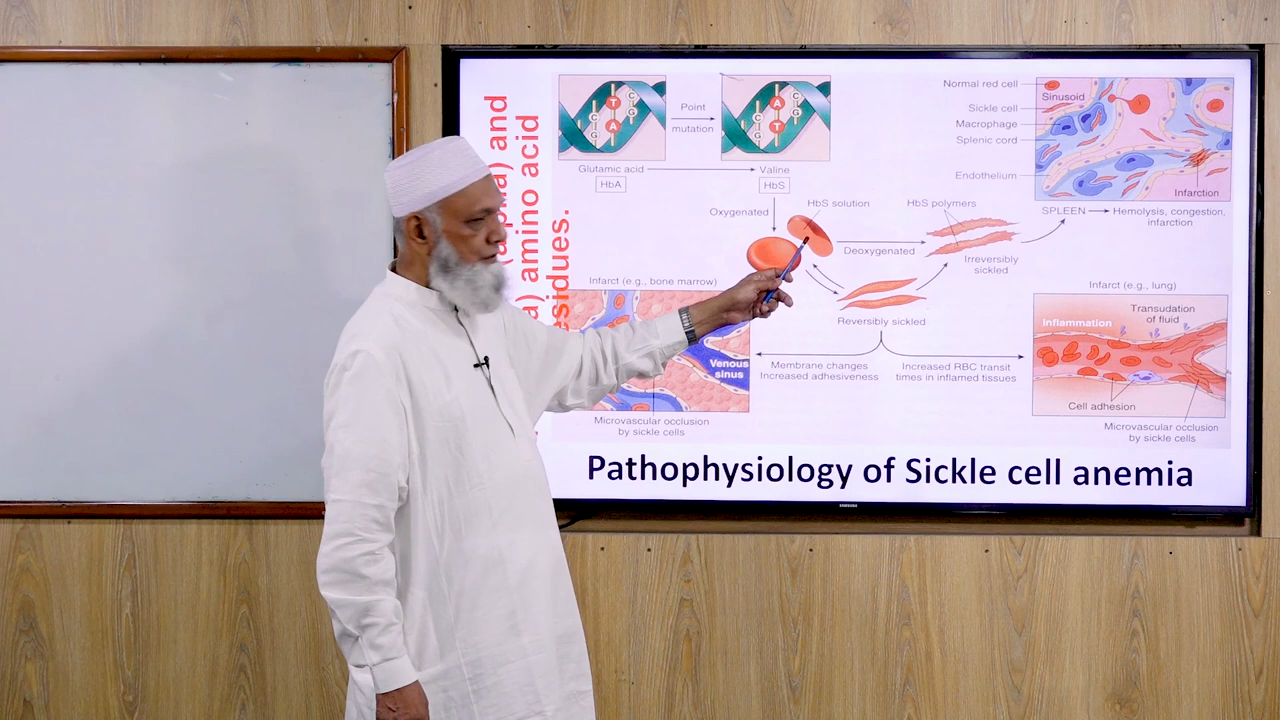 a) and
a) amino acid
esidues.
T
A
C
G
C
G
Point
mutation
A
T
C
G
C
G
Glutamic acid
Valine
HbA
HbS
Oxygenated
HbS solution
Deoxygenated
HbS polymers
Irreversibly
sickled
Reversibly sickled
Normal red cell
Sickle cell
Macrophage
Splenic cord
Endothelium
Sinusoid
Infarction
SPLEEN
Hemolysis, congestion,
infarction
Infarct (e.g., bone marrow)
Venous
sinus
Microvascular occlusion
by sickle cells
Membrane changes
Increased adhesiveness
Increased RBC transit
times in inflamed tissues
Infarct (e.g., lung)
Inflammation
Transudation
of fluid
Cell adhesion
Microvascular occlusion
by sickle cells
Pathophysiology of Sickle cell anemia
SAMSUNG